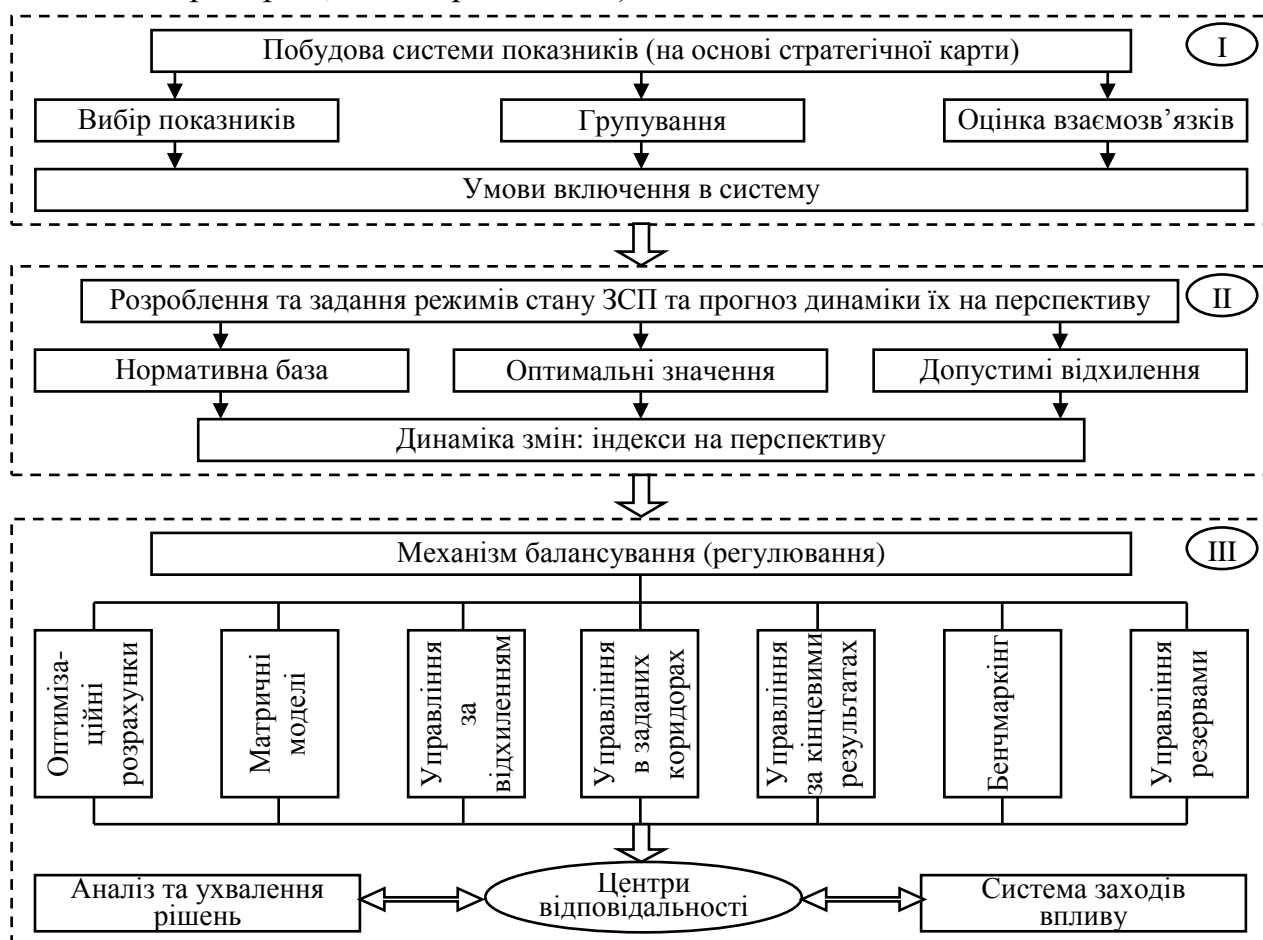 Побудова системи показників (на основі стратегічної карти)
I
Вибір показників
Групування
Оцінка взаємозв’язків
Умови включення в систему
Розроблення та задання режимів стану ЗСП та прогноз динаміки їх на перспективу
II
Нормативна база
Оптимальні значення
Допустимі відхилення
Динаміка змін: індекси на перспективу
Механізм балансування (регулювання)
III
Оптиміза-
ційні
розрахунки
Матричні
моделі
Управління
за
відхиленням
Управління
в заданих
коридорах
Управління
за кінцевими
результатах
Бенчмаркінг
Управління
резервами
Аналіз та ухвалення
рішень
Центри
відповідальності
Система заходів
впливу